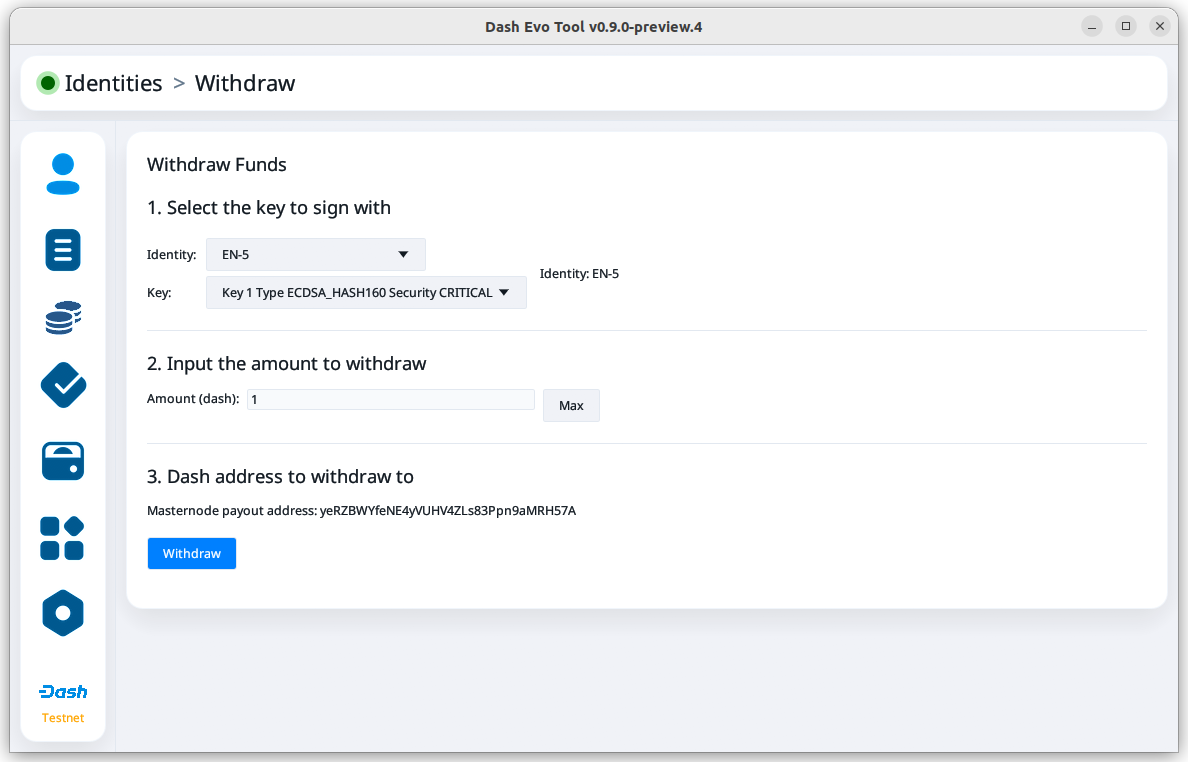 Dash Evo Tool v0.9.0-preview.4
Identities > Withdraw
Withdraw Funds
1. Select the key to sign with
Identity: EN-5
Identity: EN-5
Key: Key 1 Type ECDSA_HASH160 Security CRITICAL
2. Input the amount to withdraw
Amount (dash): 1 Max
3. Dash address to withdraw to
Masternode payout address: yeRZBWYfeNE4yVUHV4ZLs83Ppn9aMRH57A
Withdraw
Dash
Testnet